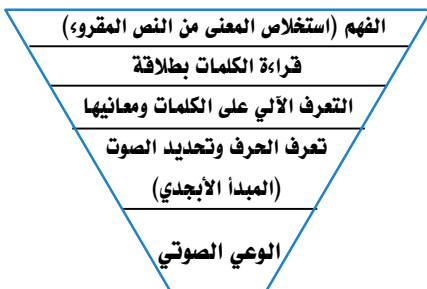 الفهم (استخلاص المعنى من النص المقروء)
قراءة الكلمات بطلاقة
التعرف الآلي على الكلمات ومعانيها
تعرف الحرف وتحديد الصوت
(المبدأ الأبجدي)
الوعي الصوتي